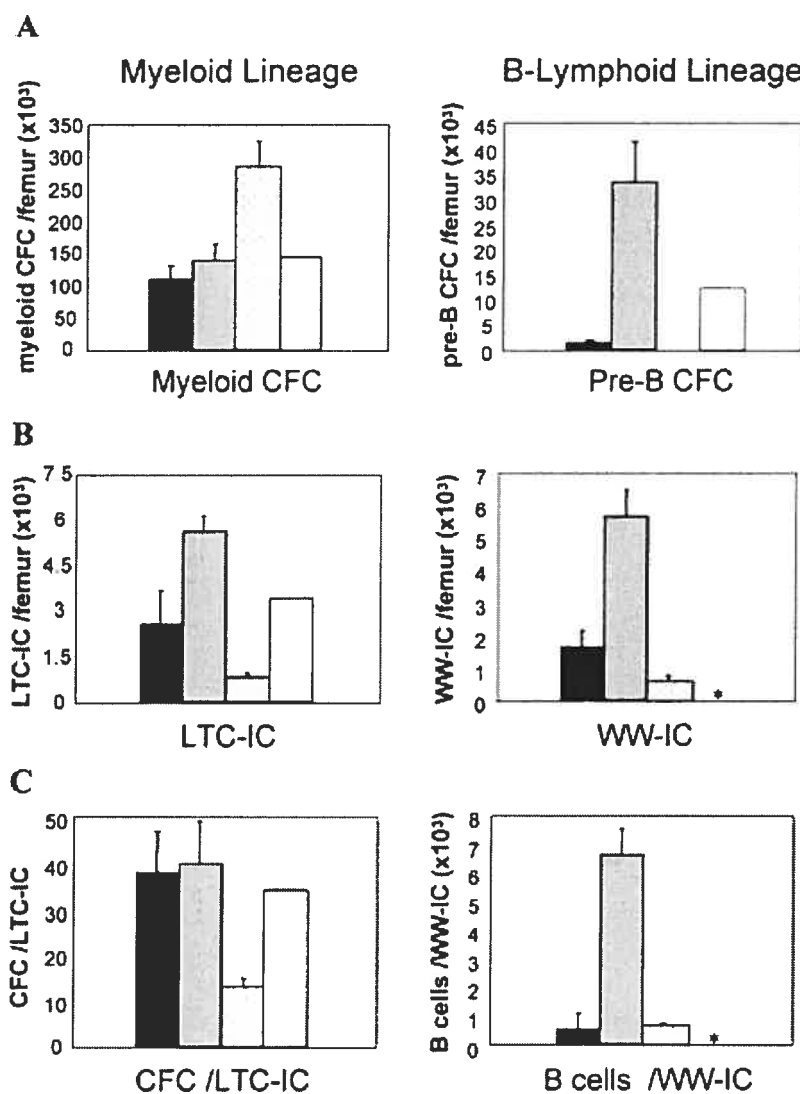 A
Myeloid Lineage
B-Lymphoid Lineage
myeloid CFC /femur (x10³)
350
300
250
200
150
100
50
0
Myeloid CFC
pre-B CFC /femur (x10³)
45
40
35
30
25
20
15
10
5
0
Pre-B CFC
B
LTC-IC /femur (x10³)
7.5
6
4.5
3
1.5
0
LTC-IC
WW-IC /femur (x10³)
7
6
5
4
3
2
1
0
*
WW-IC
C
CFC /LTC-IC
50
40
30
20
10
0
CFC /LTC-IC
B cells /WW-IC (x10³)
8
7
6
5
4
3
2
1
0
*
B cells /WW-IC